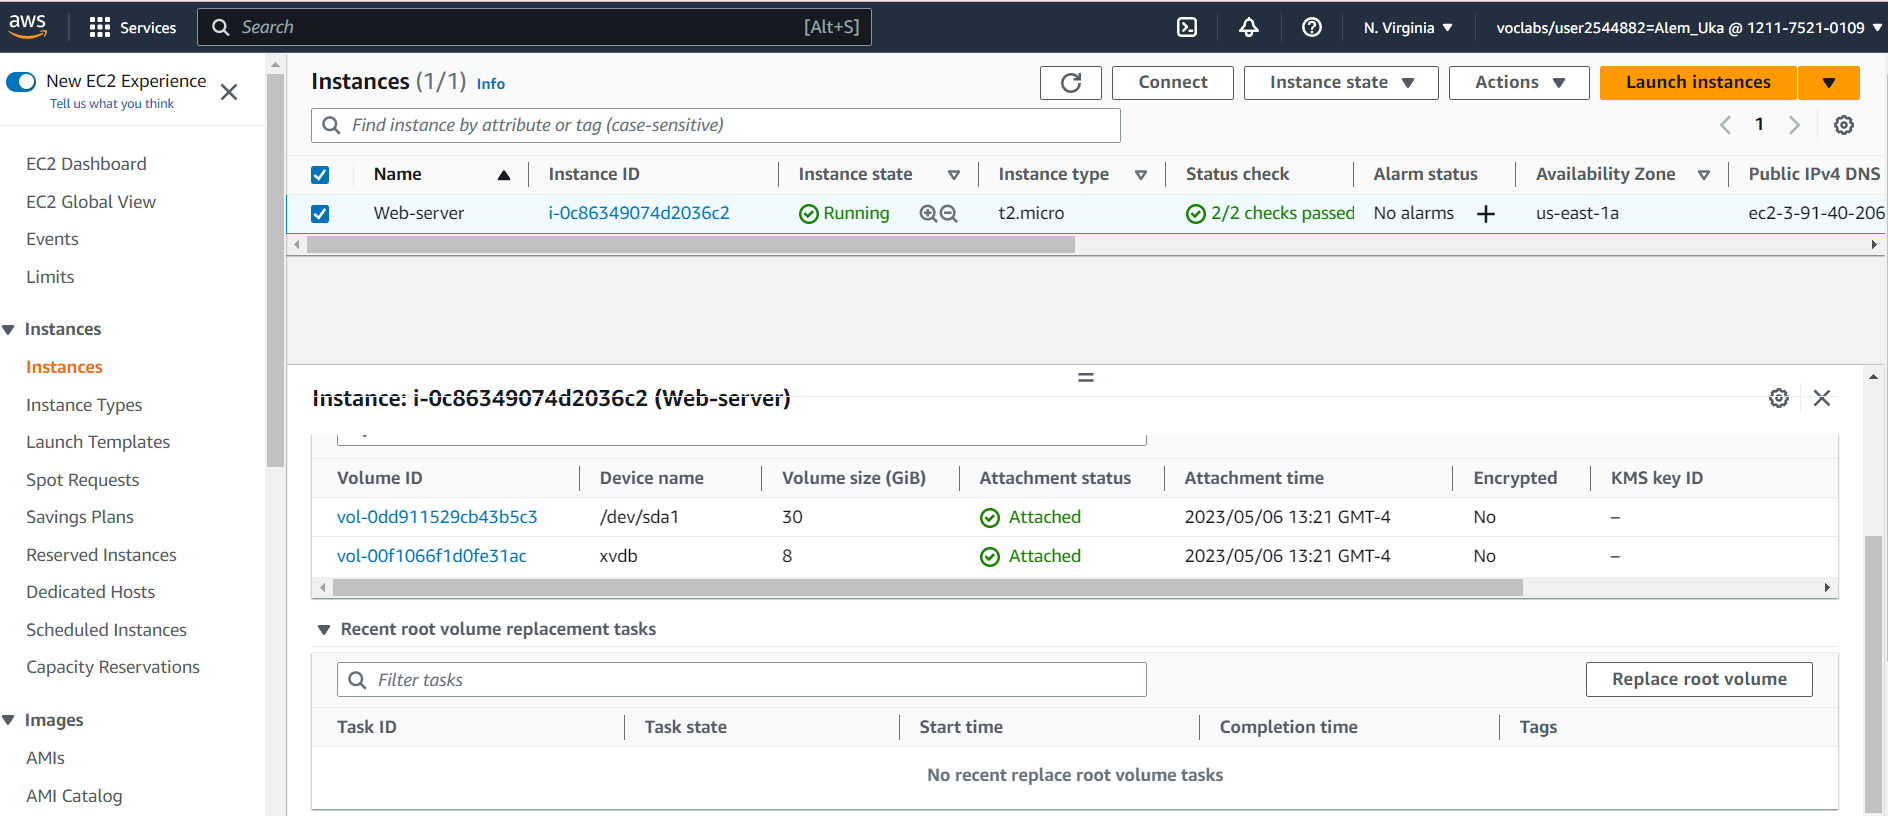 aws Services Search [Alt+S] N. Virginia voclabs/user2544882=Alem_Uka @ 1211-7521-0109
New EC2 Experience
Tell us what you think
EC2 Dashboard
EC2 Global View
Events
Limits
Instances
Instances
Instance Types
Launch Templates
Spot Requests
Savings Plans
Reserved Instances
Dedicated Hosts
Scheduled Instances
Capacity Reservations
Images
AMIs
AMI Catalog
Instances (1/1) Info Connect Instance state Actions Launch instances
Find instance by attribute or tag (case-sensitive) 1
Name Instance ID Instance state Instance type Status check Alarm status Availability Zone Public IPv4 DNS
Web-server i-0c86349074d2036c2 Running t2.micro 2/2 checks passed No alarms + us-east-1a ec2-3-91-40-206
Instance: i-0c86349074d2036c2 (Web-server)
Volume ID Device name Volume size (GiB) Attachment status Attachment time Encrypted KMS key ID
vol-0dd911529cb43b5c3 /dev/sda1 30 Attached 2023/05/06 13:21 GMT-4 No –
vol-00f1066f1d0fe31ac xvdb 8 Attached 2023/05/06 13:21 GMT-4 No –
Recent root volume replacement tasks
Filter tasks Replace root volume
Task ID Task state Start time Completion time Tags
No recent replace root volume tasks